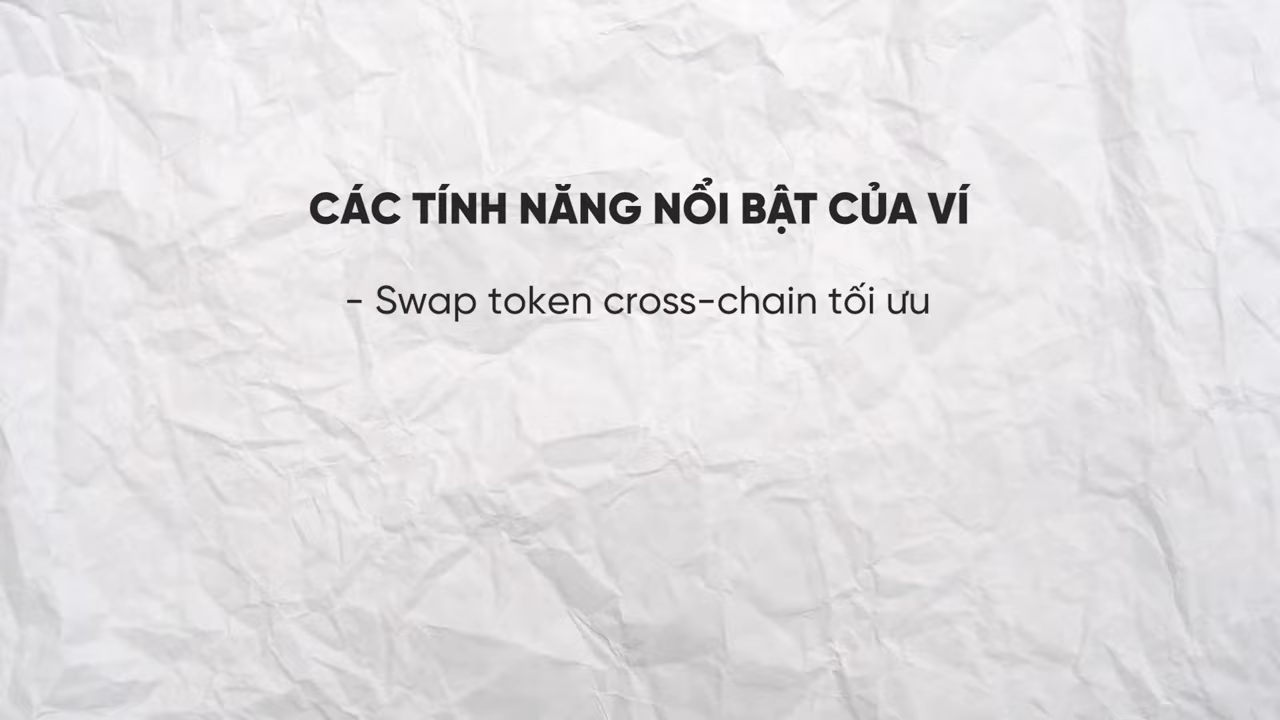 CÁC TÍNH NĂNG NỔI BẬT CỦA VÍ
- Swap token cross-chain tối ưu